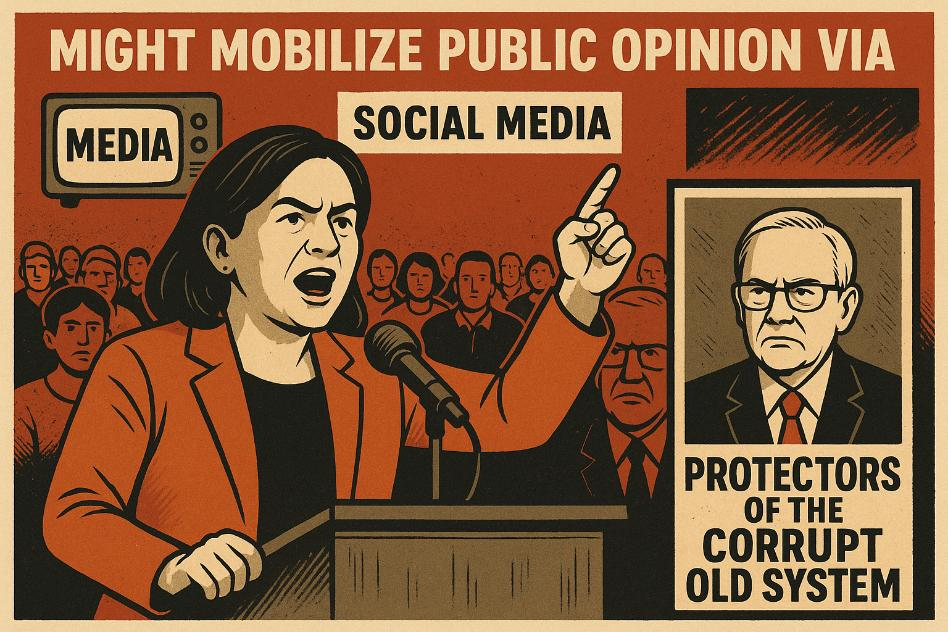 MIGHT MOBILIZE PUBLIC OPINION VIA
MEDIA
SOCIAL MEDIA
PROTECTORS
OF THE
CORRUPT
OLD SYSTEM